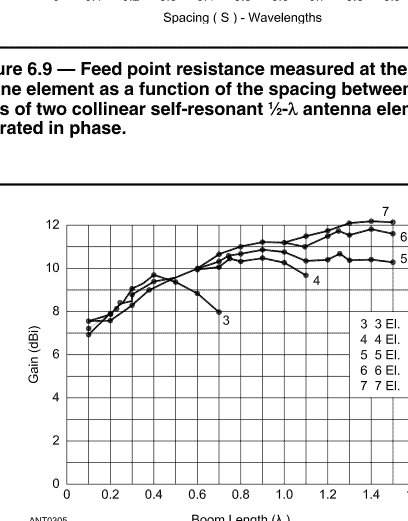 Spacing ( S ) - Wavelengths
ure 6.9 — Feed point resistance measured at the
ne element as a function of the spacing between
s of two collinear self-resonant ½-λ antenna eler
rated in phase.
12
10
8
6
4
2
0
Gain (dBi)
7
6
5
4
3
3 3 El.
4 4 El.
5 5 El.
6 6 El.
7 7 El.
0 0.2 0.4 0.6 0.8 1.0 1.2 1.4 1
Boom Length (λ )
ANT0305